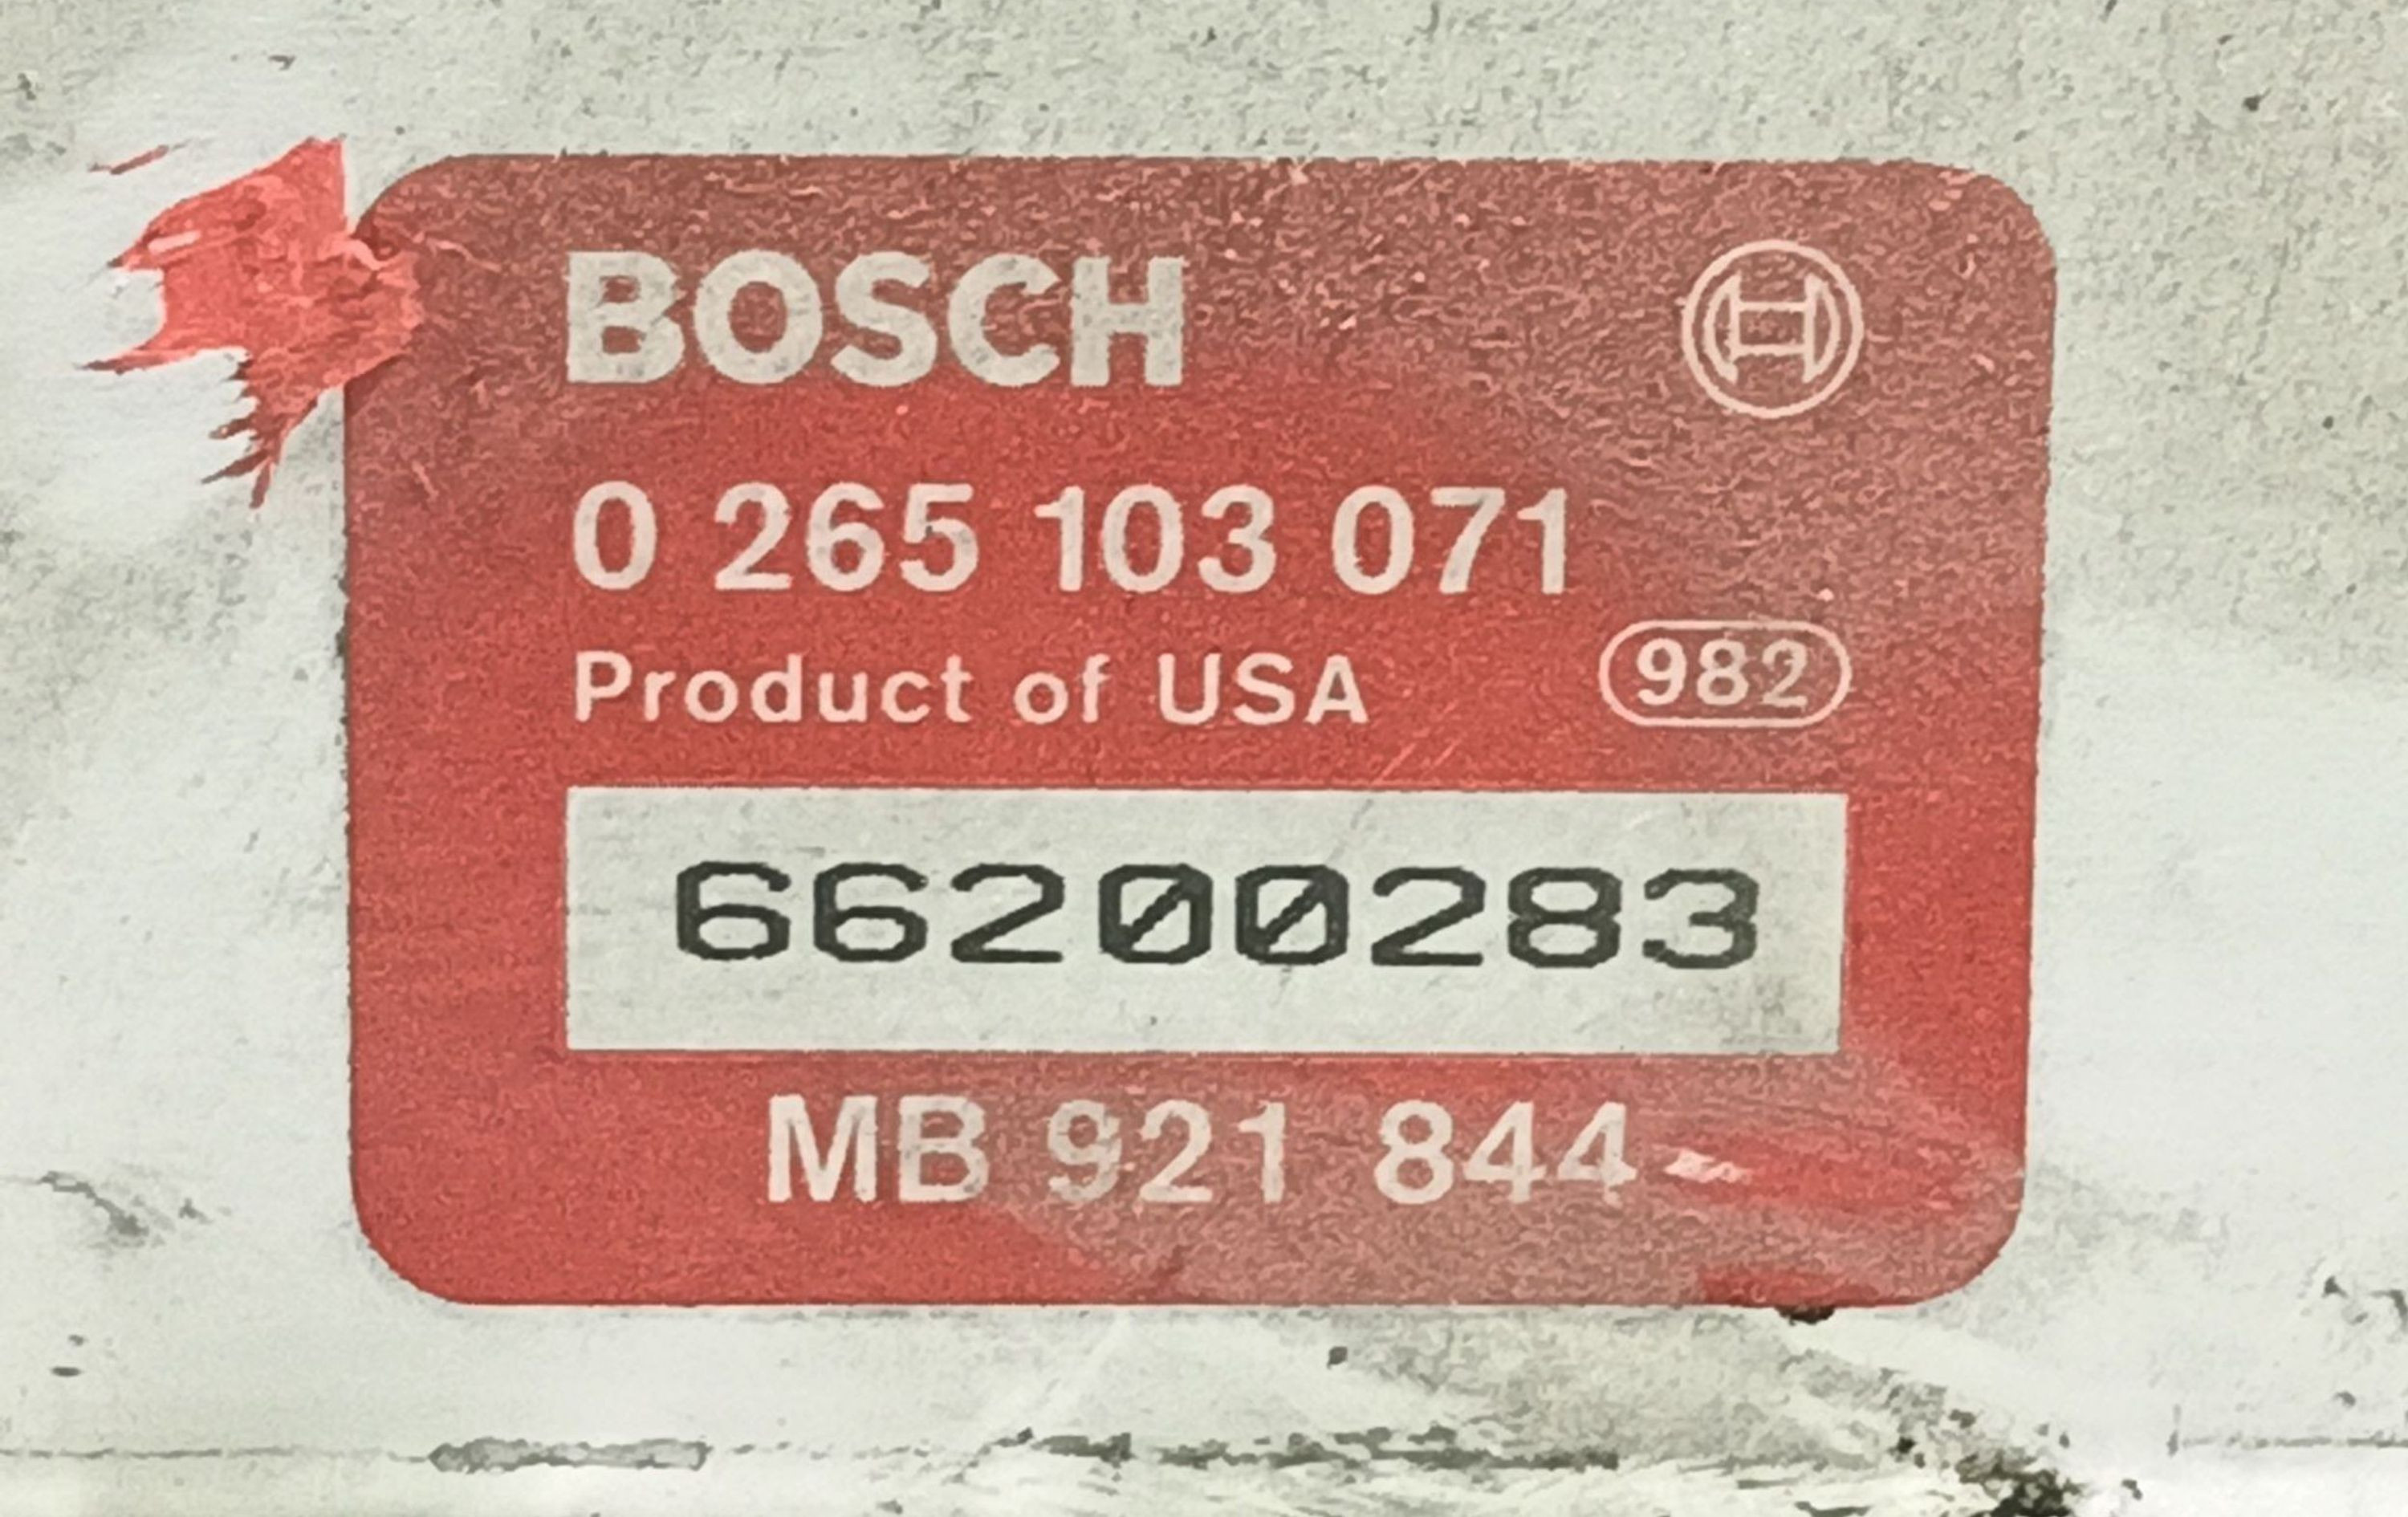 BOSCH
0 265 103 071
Product of USA 982
66200283
MB 921 844